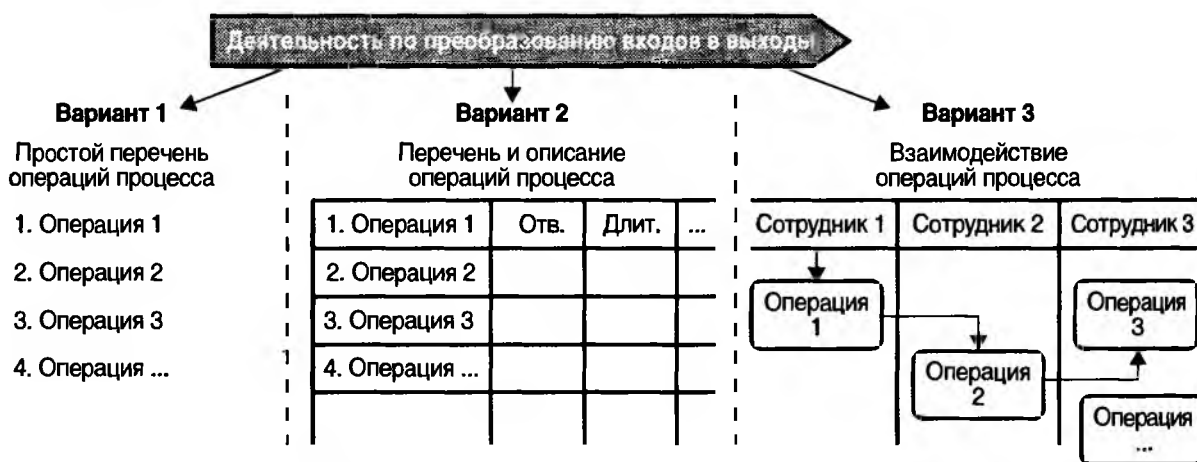 Деятельность по преобразованию входов в выходы
Вариант 1
Простой перечень
операций процесса
1. Операция 1
2. Операция 2
3. Операция 3
4. Операция ...
Вариант 2
Перечень и описание
операций процесса
1. Операция 1 Отв. Длит. ...
2. Операция 2
3. Операция 3
4. Операция ...
Вариант 3
Взаимодействие
операций процесса
Сотрудник 1 Сотрудник 2 Сотрудник 3
Операция
1
Операция
2
Операция
3
Операция
...